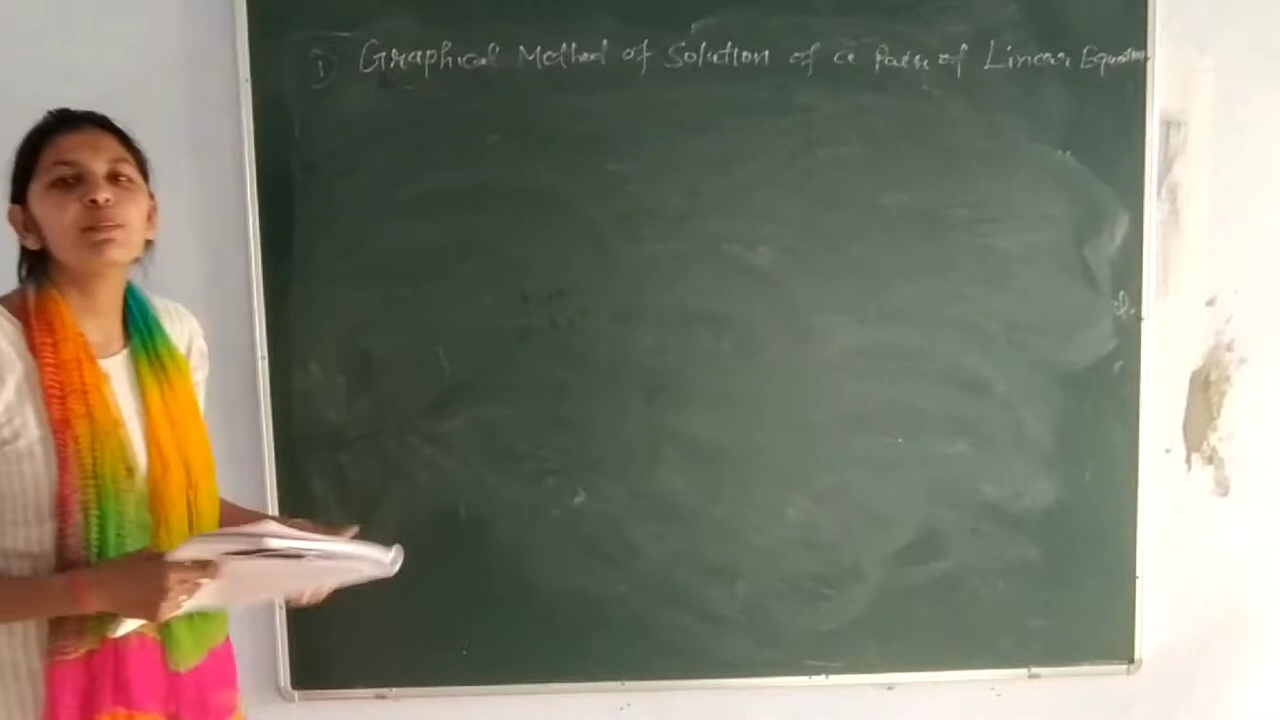 ① Graphical Method of Solution of a Pair of Linear Equation